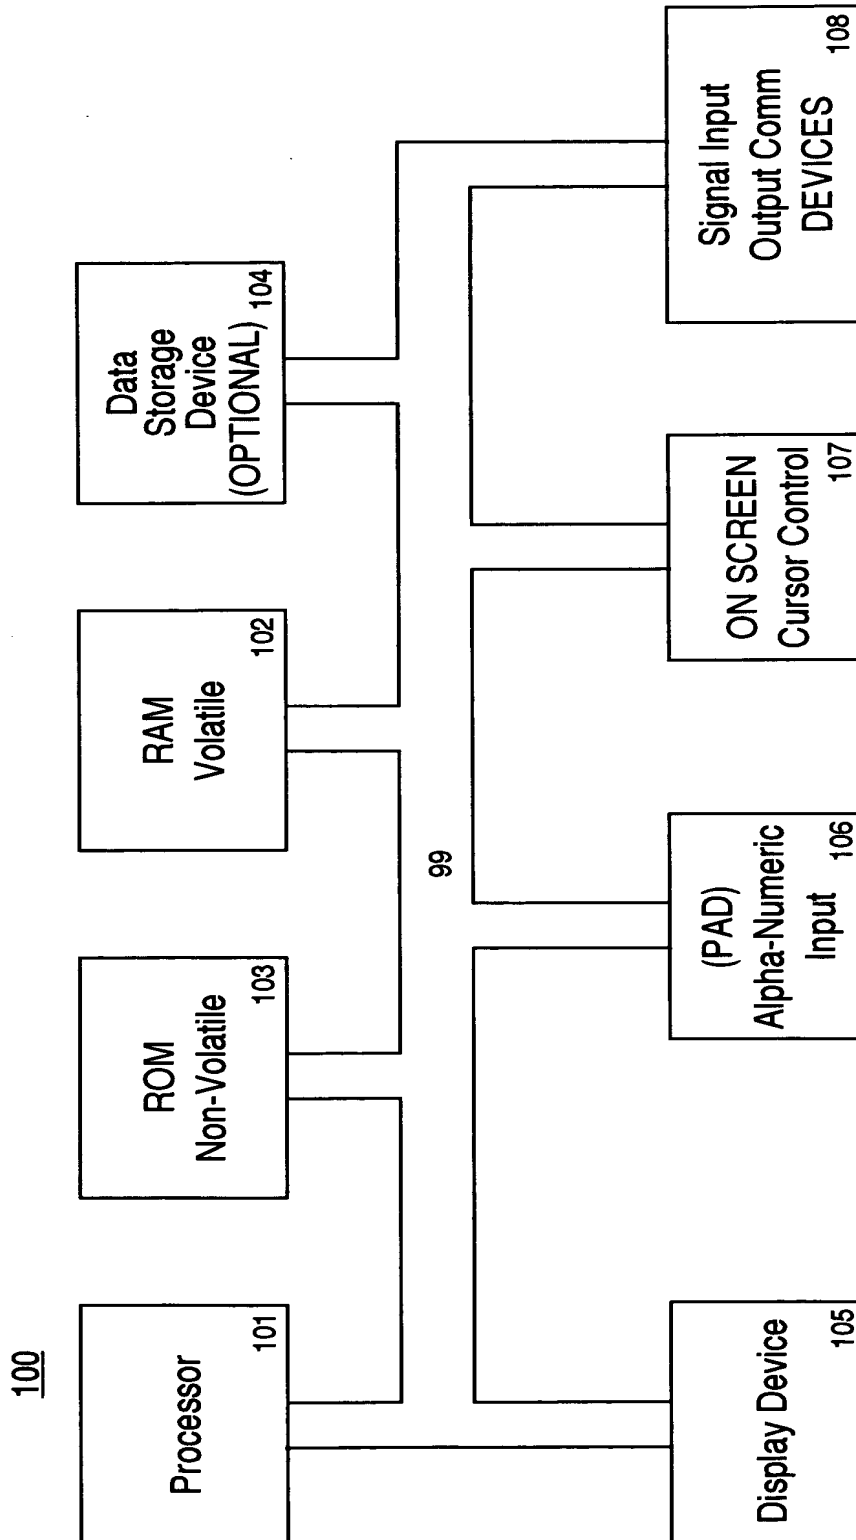 100
Processor
101
ROM
Non-Volatile
103
RAM
Volatile
102
Data
Storage
Device
(OPTIONAL)
104
99
Display Device
105
(PAD)
Alpha-Numeric
Input
106
ON SCREEN
Cursor Control
107
Signal Input
Output Comm
DEVICES
108